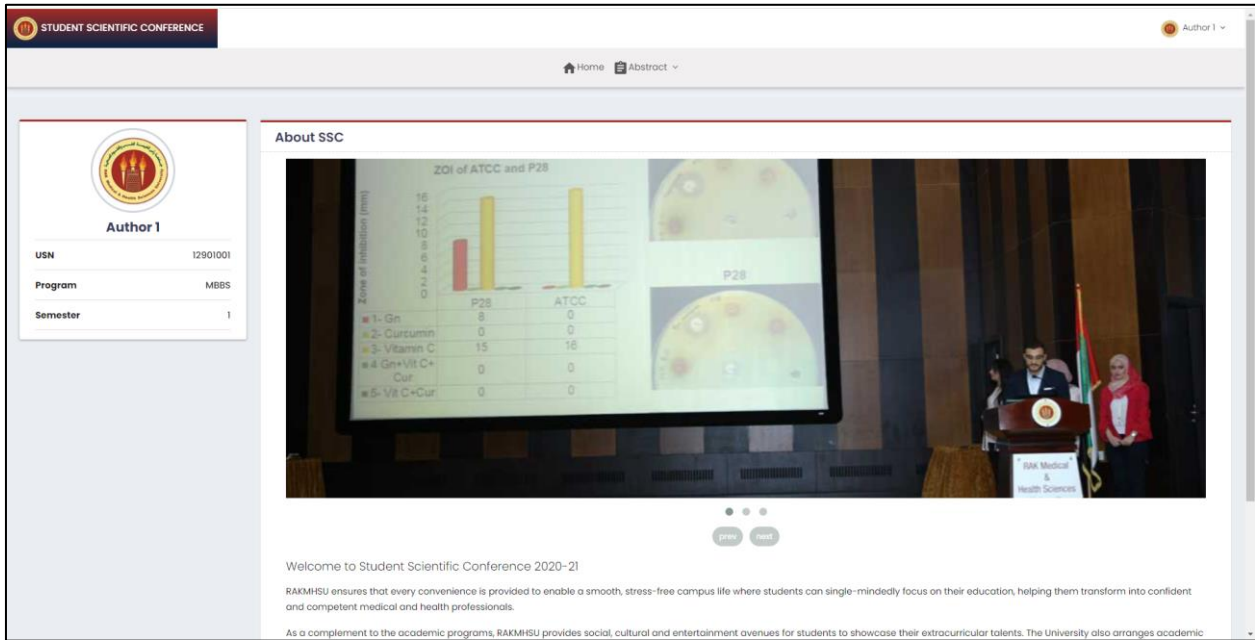 STUDENT SCIENTIFIC CONFERENCE
Author 1
Home Abstract
Author 1
USN 12901001
Program MBBS
Semester 1
About SSC
ZOI of ATCC and P28
Zone of Inhibition (mm)
16
14
12
10
8
6
4
2
0
P28 ATCC
1- Gn 8 0
2- Curcumin 0 0
3- Vitamin C 15 16
4 Gn+Vit C+ Cur 0 0
5- Vit C+Cur 0 0
P28
RAK Medical
&
Health Sciences
prev next
Welcome to Student Scientific Conference 2020-21
RAKMHSU ensures that every convenience is provided to enable a smooth, stress-free campus life where students can single-mindedly focus on their education, helping them transform into confident
and competent medical and health professionals.
As a complement to the academic programs, RAKMHSU provides social, cultural and entertainment avenues for students to showcase their extracurricular talents. The University also arranges academic